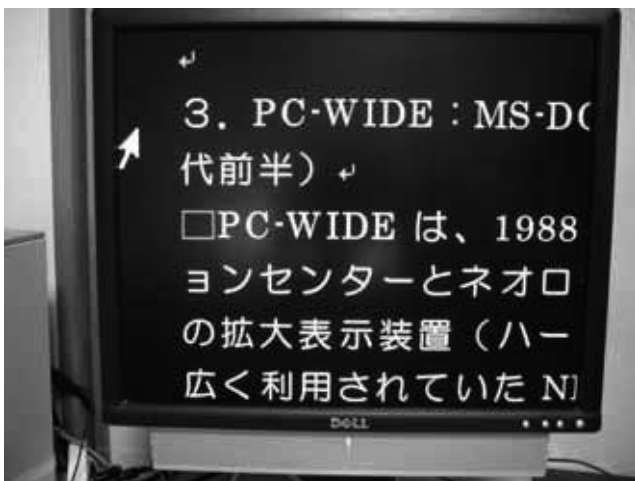 ↵
3．PC-WIDE：MS-DO
代前半）↵
□PC-WIDE は、1988
ョンセンターとネオロ
の拡大表示装置（ハー
広く利用されていた N
DELL